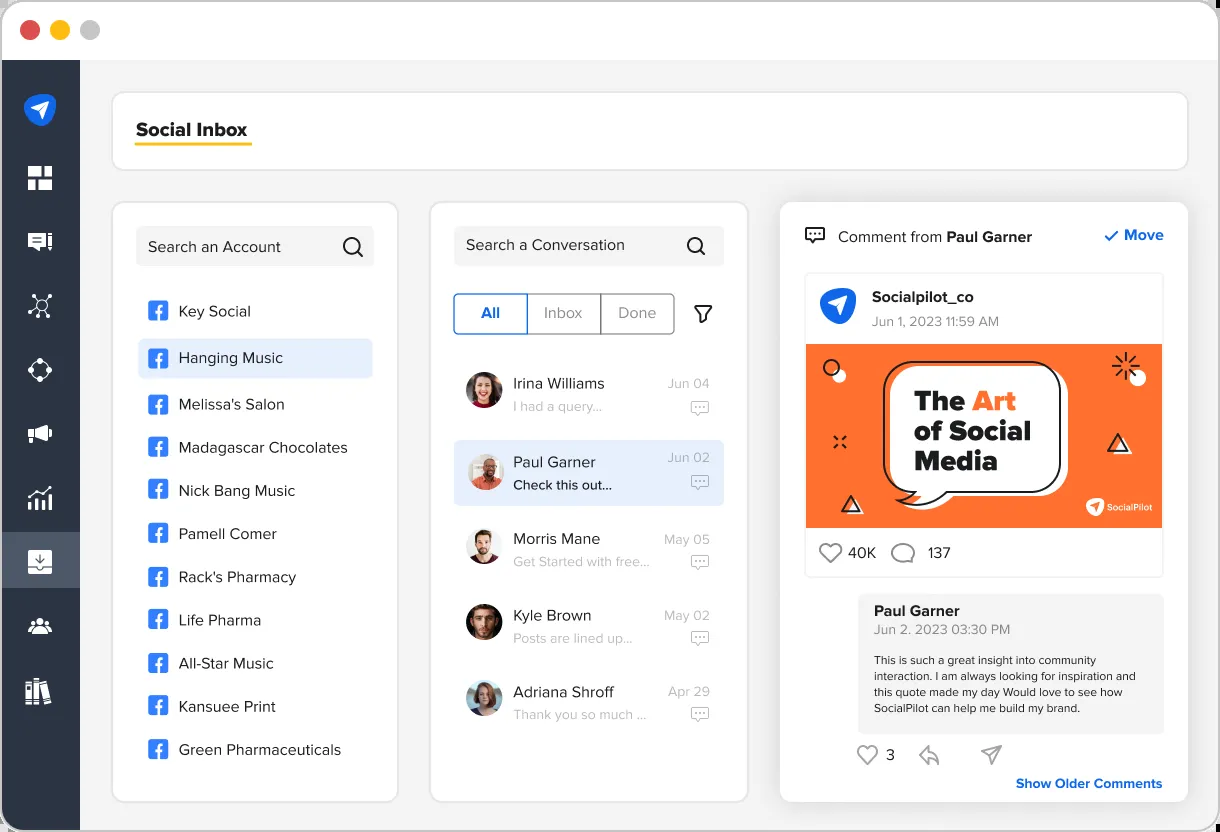 Social Inbox
Search an Account
Key Social
Hanging Music
Melissa's Salon
Madagascar Chocolates
Nick Bang Music
Pamell Comer
Rack's Pharmacy
Life Pharma
All-Star Music
Kansuee Print
Green Pharmaceuticals
Search a Conversation
All Inbox Done
Irina Williams Jun 04
I had a query...
Paul Garner Jun 02
Check this out...
Morris Mane May 05
Get Started with free...
Kyle Brown May 02
Posts are lined up...
Adriana Shroff Apr 29
Thank you so much ...
Comment from Paul Garner Move
Socialpilot_co
Jun 1, 2023 11:59 AM
The Art
of Social
Media
SocialPilot
40K 137
Paul Garner
Jun 2. 2023 03:30 PM
This is such a great insight into community
interaction. I am always looking for inspiration and
this quote made my day Would love to see how
SocialPilot can help me build my brand.
3
Show Older Comments